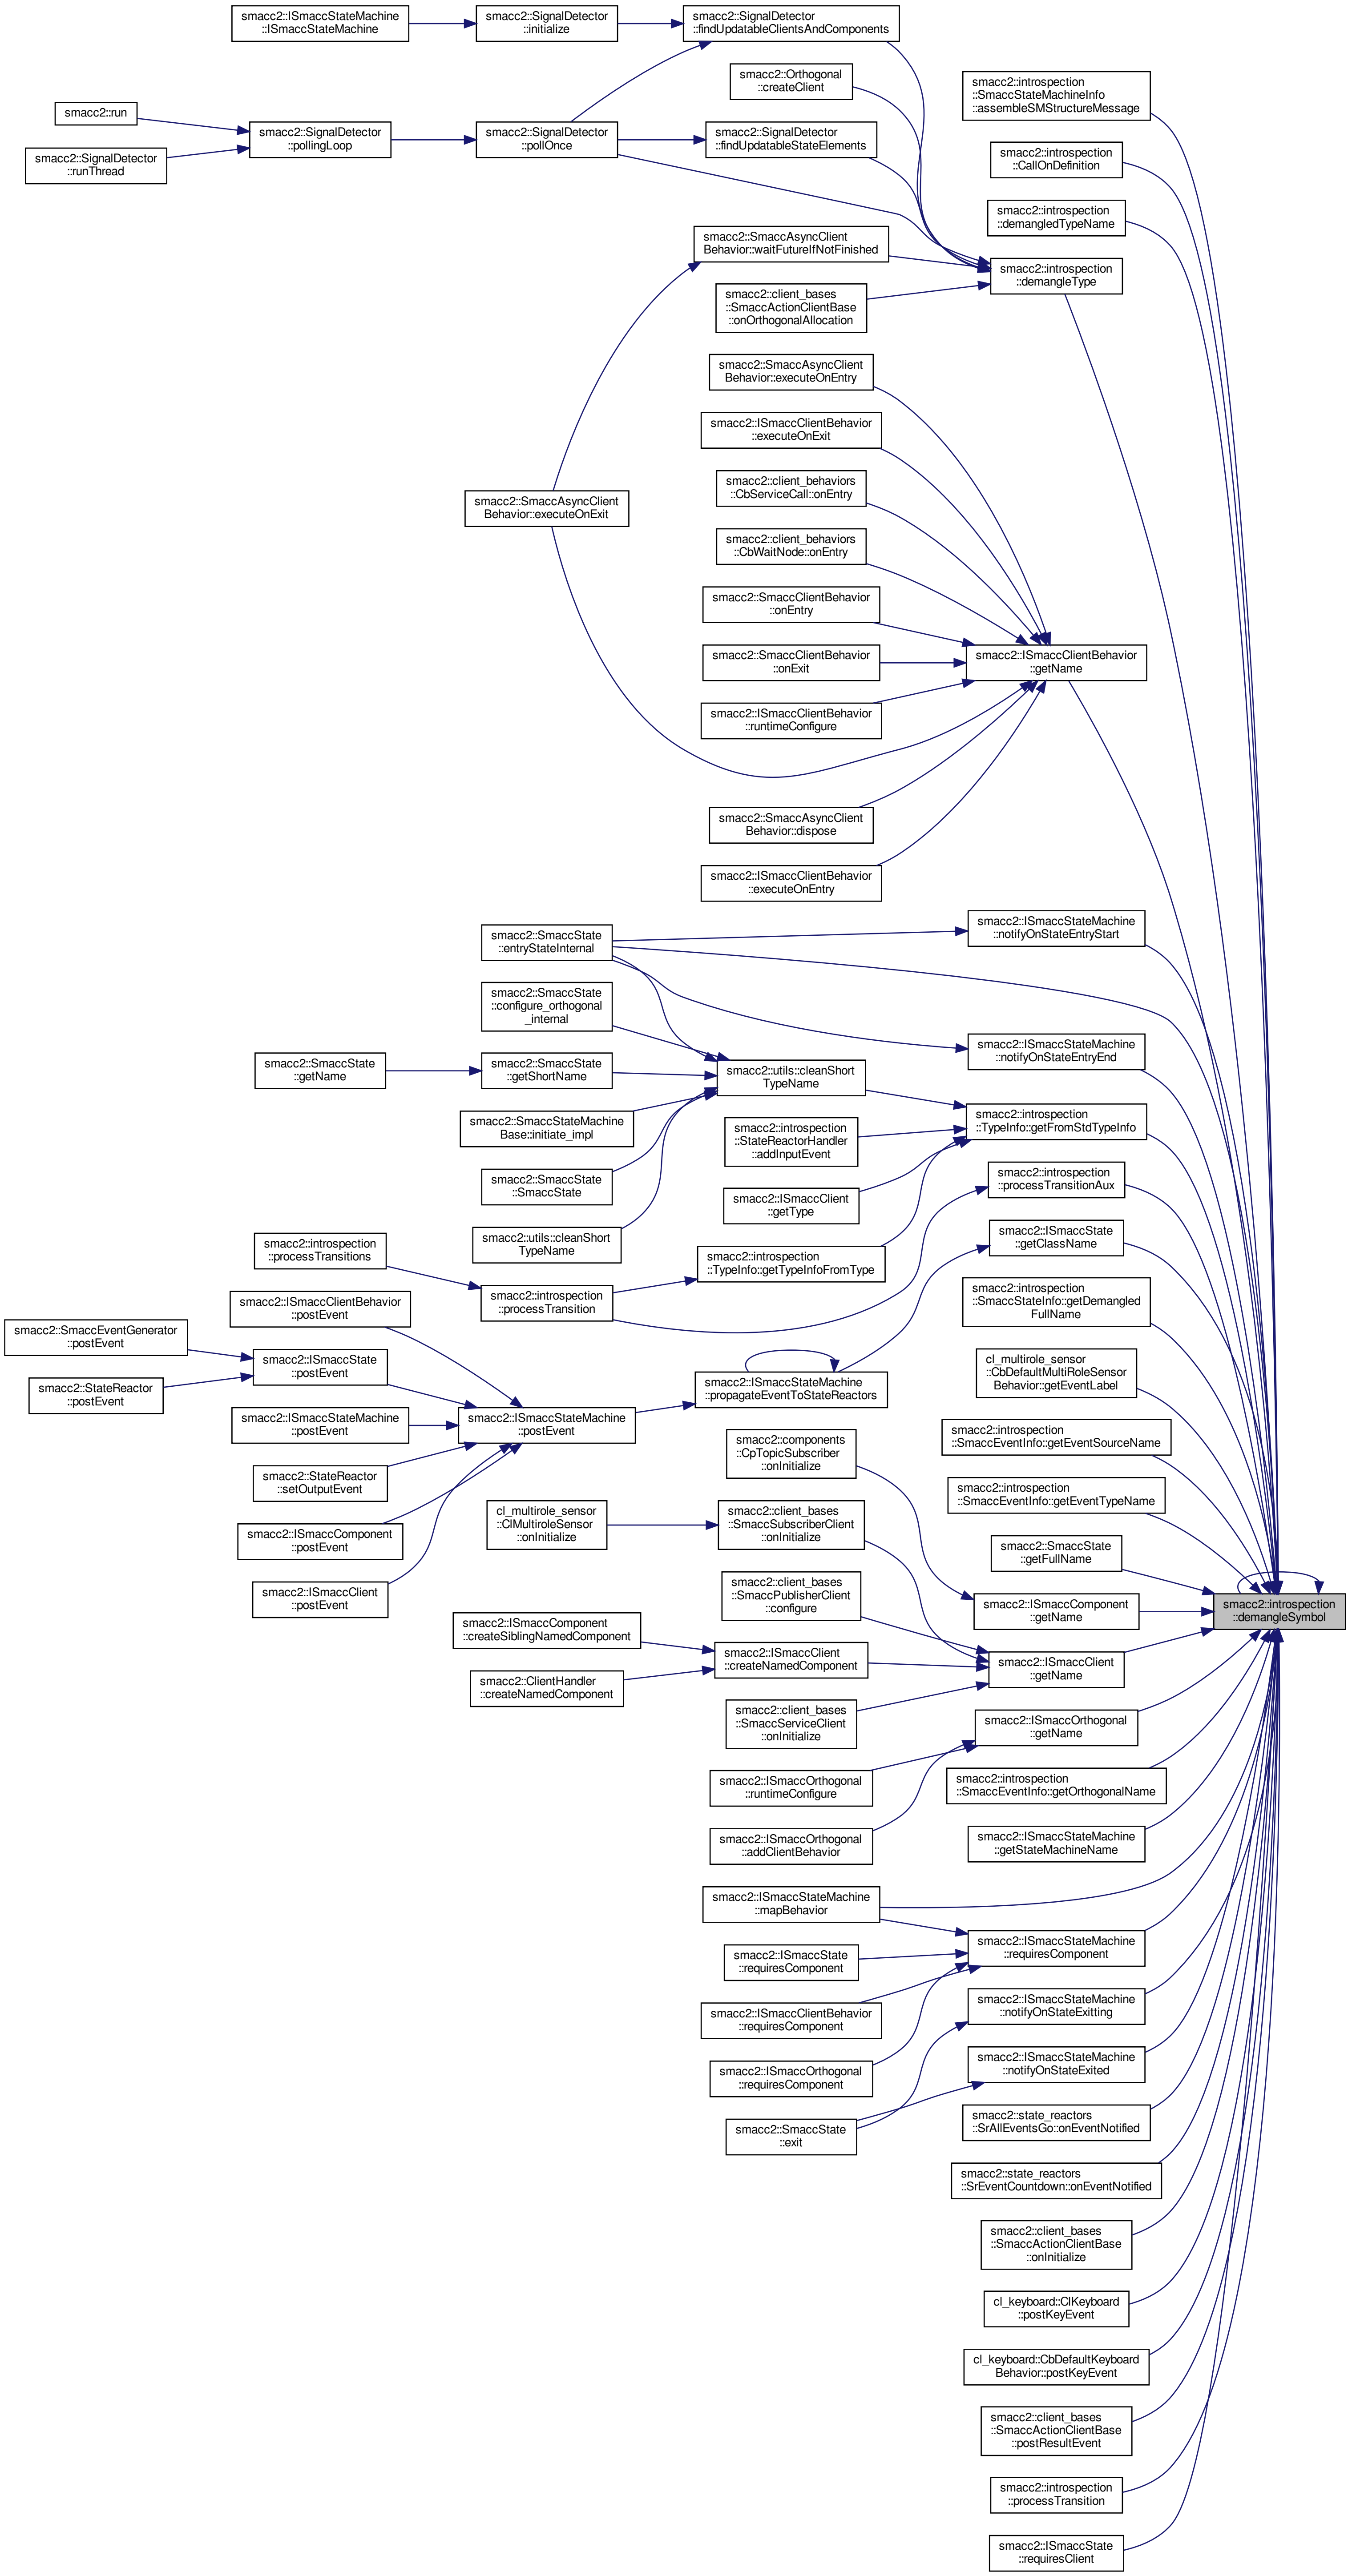 smacc2::ISmaccStateMachine
::ISmaccStateMachine
smacc2::SignalDetector
::initialize
smacc2::SignalDetector
::findUpdatableClientsAndComponents
smacc2::Orthogonal
::createClient
smacc2::introspection
::SmaccStateMachineInfo
::assembleSMStructureMessage
smacc2::run
smacc2::SignalDetector
::pollingLoop
smacc2::SignalDetector
::pollOnce
smacc2::SignalDetector
::findUpdatableStateElements
smacc2::introspection
::CallOnDefinition
smacc2::SignalDetector
::runThread
smacc2::introspection
::demangledTypeName
smacc2::SmaccAsyncClient
Behavior::waitFutureIfNotFinished
smacc2::introspection
::demangleType
smacc2::client_bases
::SmaccActionClientBase
::onOrthogonalAllocation
smacc2::SmaccAsyncClient
Behavior::executeOnEntry
smacc2::ISmaccClientBehavior
::executeOnExit
smacc2::client_behaviors
::CbServiceCall::onEntry
smacc2::SmaccAsyncClient
Behavior::executeOnExit
smacc2::client_behaviors
::CbWaitNode::onEntry
smacc2::SmaccClientBehavior
::onEntry
smacc2::SmaccClientBehavior
::onExit
smacc2::ISmaccClientBehavior
::getName
smacc2::ISmaccClientBehavior
::runtimeConfigure
smacc2::SmaccAsyncClient
Behavior::dispose
smacc2::ISmaccClientBehavior
::executeOnEntry
smacc2::SmaccState
::entryStateInternal
smacc2::ISmaccStateMachine
::notifyOnStateEntryStart
smacc2::SmaccState
::configure_orthogonal
_internal
smacc2::ISmaccStateMachine
::notifyOnStateEntryEnd
smacc2::SmaccState
::getName
smacc2::SmaccState
::getShortName
smacc2::utils::cleanShort
TypeName
smacc2::SmaccStateMachine
Base::initiate_impl
smacc2::introspection
::StateReactorHandler
::addInputEvent
smacc2::introspection
::TypeInfo::getFromStdTypeInfo
smacc2::SmaccState
::SmaccState
smacc2::ISmaccClient
::getType
smacc2::introspection
::processTransitionAux
smacc2::utils::cleanShort
TypeName
smacc2::ISmaccState
::getClassName
smacc2::introspection
::processTransitions
smacc2::introspection
::TypeInfo::getTypeInfoFromType
smacc2::introspection
::processTransition
smacc2::introspection
::SmaccStateInfo::getDemangled
FullName
smacc2::ISmaccClientBehavior
::postEvent
smacc2::SmaccEventGenerator
::postEvent
smacc2::ISmaccState
::postEvent
smacc2::StateReactor
::postEvent
smacc2::ISmaccStateMachine
::propagateEventToStateReactors
cl_multirole_sensor
::CbDefaultMultiRoleSensor
Behavior::getEventLabel
smacc2::ISmaccStateMachine
::postEvent
smacc2::ISmaccStateMachine
::postEvent
smacc2::introspection
::SmaccEventInfo::getEventSourceName
smacc2::StateReactor
::setOutputEvent
smacc2::components
::CpTopicSubscriber
::onInitialize
smacc2::introspection
::SmaccEventInfo::getEventTypeName
smacc2::ISmaccComponent
::postEvent
cl_multirole_sensor
::ClMultiroleSensor
::onInitialize
smacc2::client_bases
::SmaccSubscriberClient
::onInitialize
smacc2::SmaccState
::getFullName
smacc2::ISmaccClient
::postEvent
smacc2::client_bases
::SmaccPublisherClient
::configure
smacc2::ISmaccComponent
::getName
smacc2::introspection
::demangleSymbol
smacc2::ISmaccComponent
::createSiblingNamedComponent
smacc2::ISmaccClient
::createNamedComponent
smacc2::ISmaccClient
::getName
smacc2::ClientHandler
::createNamedComponent
smacc2::client_bases
::SmaccServiceClient
::onInitialize
smacc2::ISmaccOrthogonal
::getName
smacc2::ISmaccOrthogonal
::runtimeConfigure
smacc2::introspection
::SmaccEventInfo::getOrthogonalName
smacc2::ISmaccOrthogonal
::addClientBehavior
smacc2::ISmaccStateMachine
::getStateMachineName
smacc2::ISmaccStateMachine
::mapBehavior
smacc2::ISmaccStateMachine
::requiresComponent
smacc2::ISmaccState
::requiresComponent
smacc2::ISmaccClientBehavior
::requiresComponent
smacc2::ISmaccStateMachine
::notifyOnStateExitting
smacc2::ISmaccOrthogonal
::requiresComponent
smacc2::ISmaccStateMachine
::notifyOnStateExited
smacc2::SmaccState
::exit
smacc2::state_reactors
::SrAllEventsGo::onEventNotified
smacc2::state_reactors
::SrEventCountdown::onEventNotified
smacc2::client_bases
::SmaccActionClientBase
::onInitialize
cl_keyboard::ClKeyboard
::postKeyEvent
cl_keyboard::CbDefaultKeyboard
Behavior::postKeyEvent
smacc2::client_bases
::SmaccActionClientBase
::postResultEvent
smacc2::introspection
::processTransition
smacc2::ISmaccState
::requiresClient